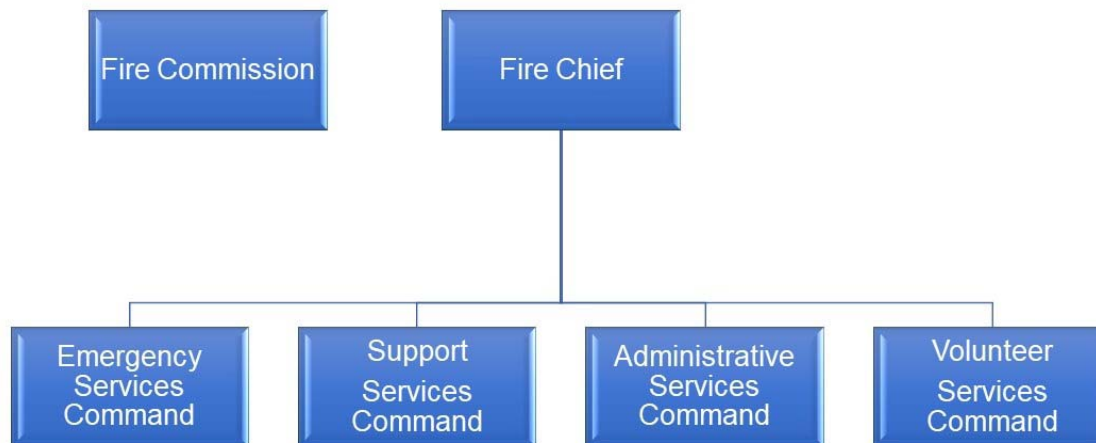 Fire Commission
Fire Chief
Emergency
Services
Command
Support
Services
Command
Administrative
Services
Command
Volunteer
Services
Command